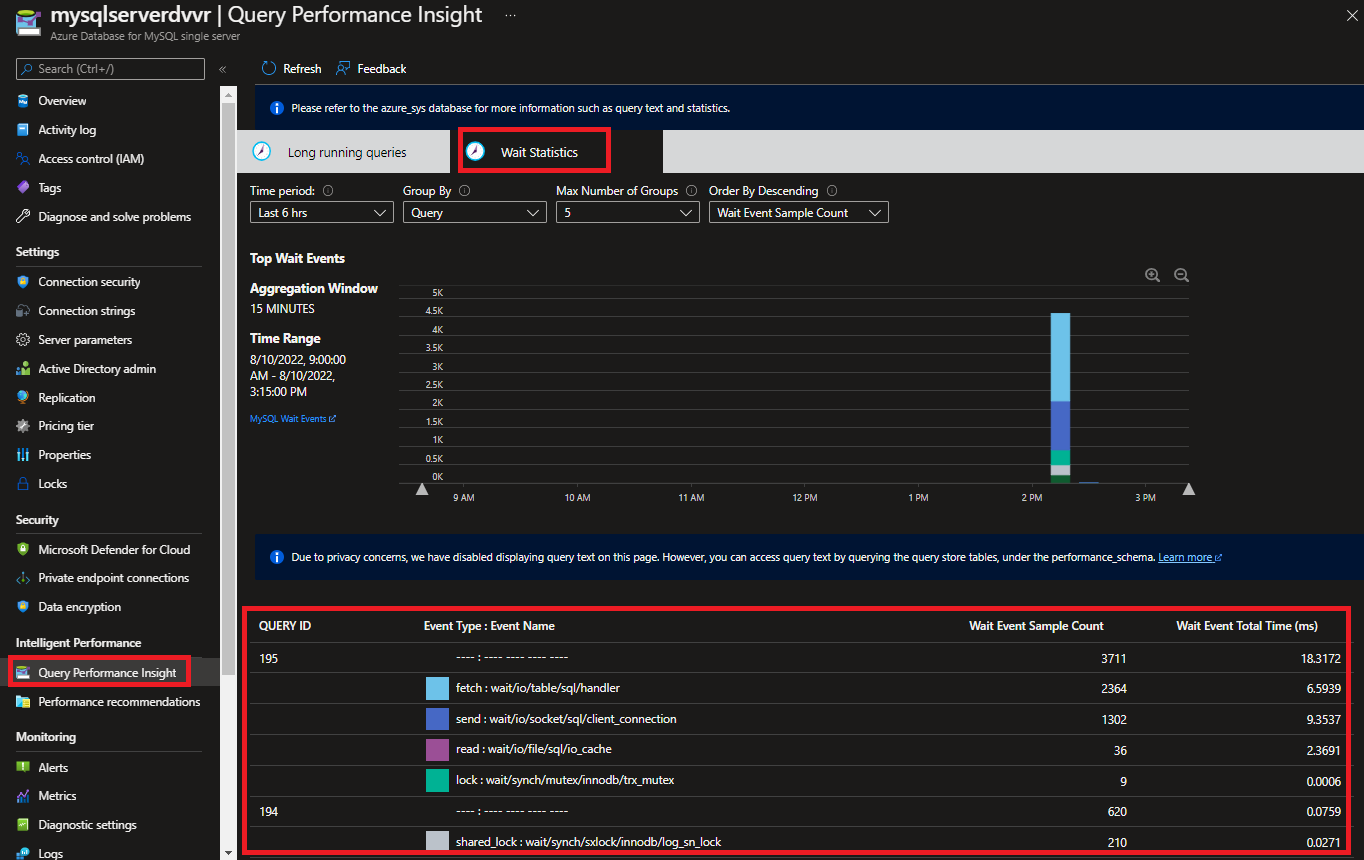 mysqlserverdvvr | Query Performance Insight ...
Azure Database for MySQL single server
Search (Ctrl+/)
«
Overview
Activity log
Access control (IAM)
Tags
Diagnose and solve problems
Settings
Connection security
Connection strings
Server parameters
Active Directory admin
Replication
Pricing tier
Properties
Locks
Security
Microsoft Defender for Cloud
Private endpoint connections
Data encryption
Intelligent Performance
Query Performance Insight
Performance recommendations
Monitoring
Alerts
Metrics
Diagnostic settings
Logs
Refresh Feedback
Please refer to the azure_sys database for more information such as query text and statistics.
Long running queries Wait Statistics
Time period: Group By Max Number of Groups Order By Descending
Last 6 hrs Query 5 Wait Event Sample Count
Top Wait Events
Aggregation Window
15 MINUTES
Time Range
8/10/2022, 9:00:00
AM - 8/10/2022,
3:15:00 PM
MySQL Wait Events
5K
4.5K
4K
3.5K
3K
2.5K
2K
1.5K
1K
0.5K
0K
9 AM 10 AM 11 AM 12 PM 1 PM 2 PM 3 PM
Due to privacy concerns, we have disabled displaying query text on this page. However, you can access query text by querying the query store tables, under the performance_schema. Learn more
QUERY ID Event Type : Event Name Wait Event Sample Count Wait Event Total Time (ms)
195 ---- : ---- ---- ---- ---- 3711 18.3172
fetch : wait/io/table/sql/handler 2364 6.5939
send : wait/io/socket/sql/client_connection 1302 9.3537
read : wait/io/file/sql/io_cache 36 2.3691
lock : wait/synch/mutex/innodb/trx_mutex 9 0.0006
194 ---- : ---- ---- ---- ---- 620 0.0759
shared_lock : wait/synch/sxlock/innodb/log_sn_lock 210 0.0271